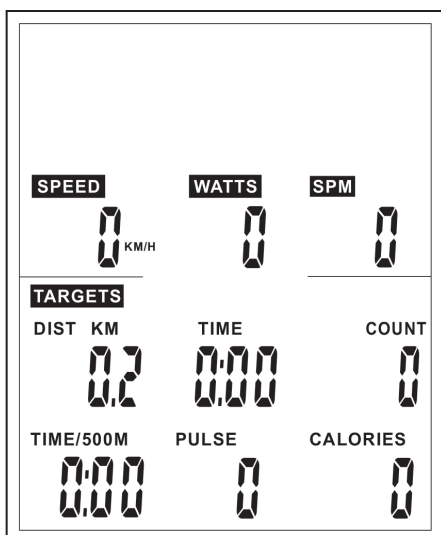 SPEED WATTS SPM
0 KM/H 0 0
TARGETS
DIST KM TIME COUNT
0.2 0:00 0
TIME/500M PULSE CALORIES
0:00 0 0